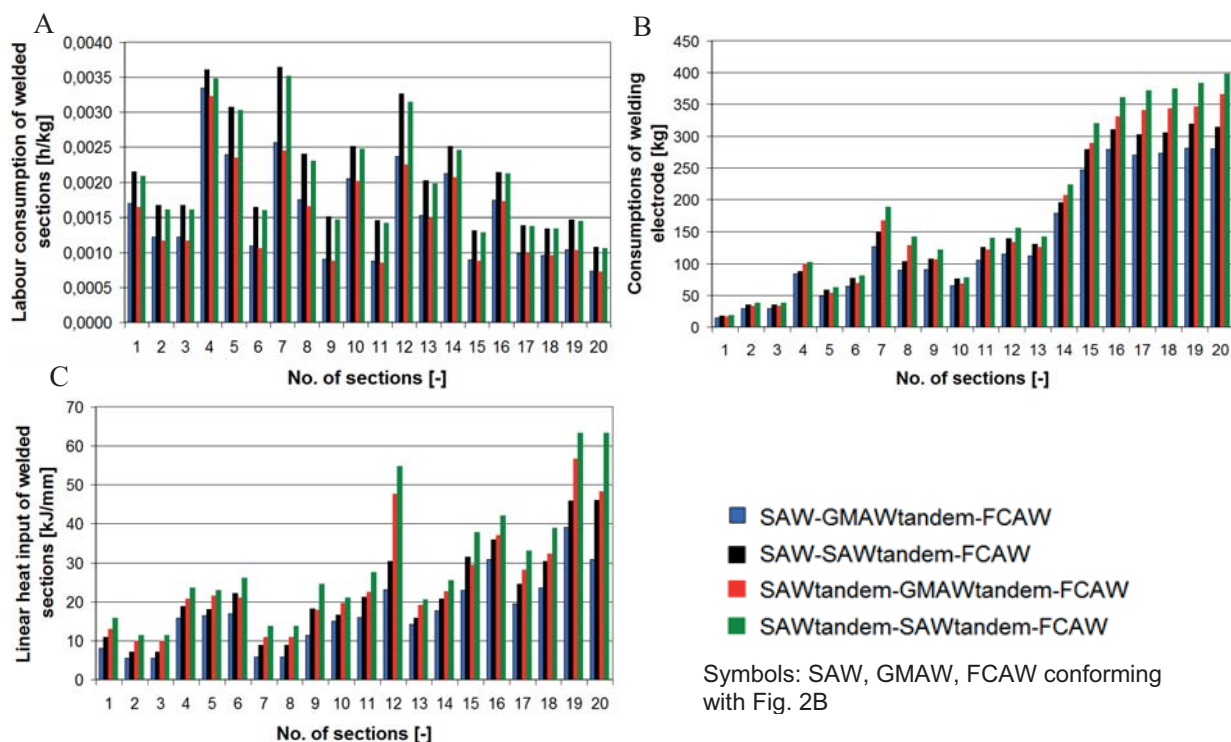 A
Labour consumption of welded
sections [h/kg]
0,0040
0,0035
0,0030
0,0025
0,0020
0,0015
0,0010
0,0005
0,0000
1 2 3 4 5 6 7 8 9 10 11 12 13 14 15 16 17 18 19 20
No. of sections [-]
B
Consumptions of welding
electrode [kg]
450
400
350
300
250
200
150
100
50
0
1 2 3 4 5 6 7 8 9 10 11 12 13 14 15 16 17 18 19 20
No. of sections [-]
C
Linear heat input of welded
sections [kJ/mm]
70
60
50
40
30
20
10
0
1 2 3 4 5 6 7 8 9 10 11 12 13 14 15 16 17 18 19 20
No. of sections [-]
SAW-GMAWtandem-FCAW
SAW-SAWtandem-FCAW
SAWtandem-GMAWtandem-FCAW
SAWtandem-SAWtandem-FCAW
Symbols: SAW, GMAW, FCAW conforming
with Fig. 2B